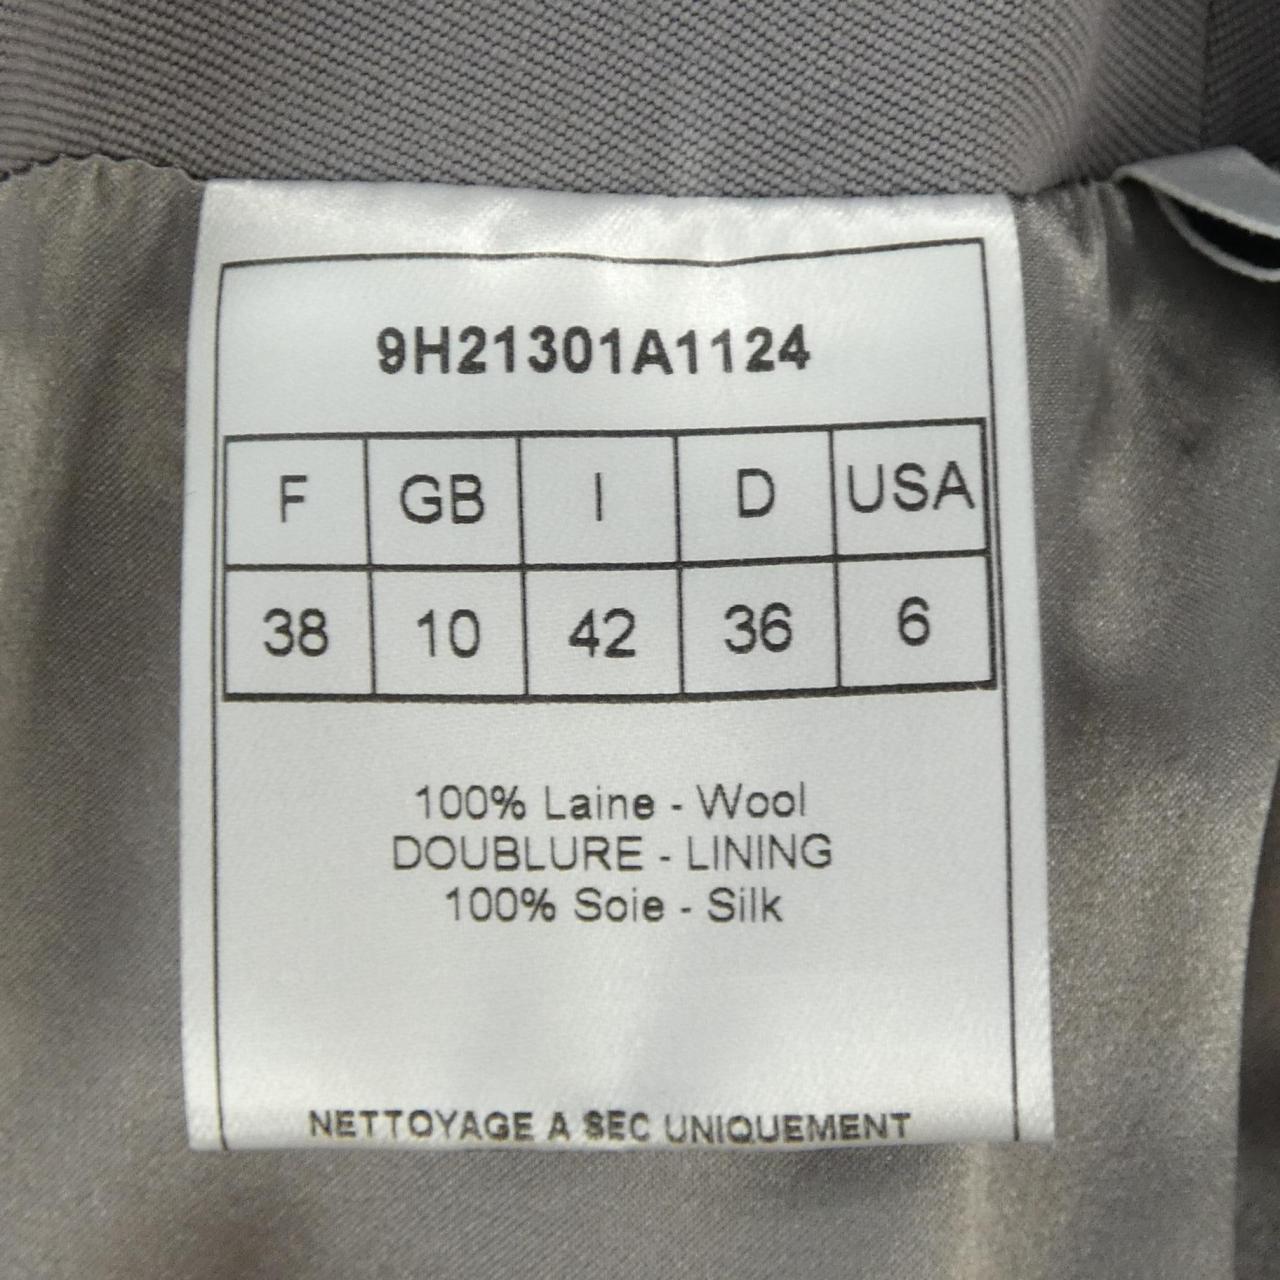 9H21301A1124
F GB I D USA
38 10 42 36 6
100% Laine - Wool
DOUBLURE - LINING
100% Soie - Silk
NETTOYAGE A SEC UNIQUEMENT